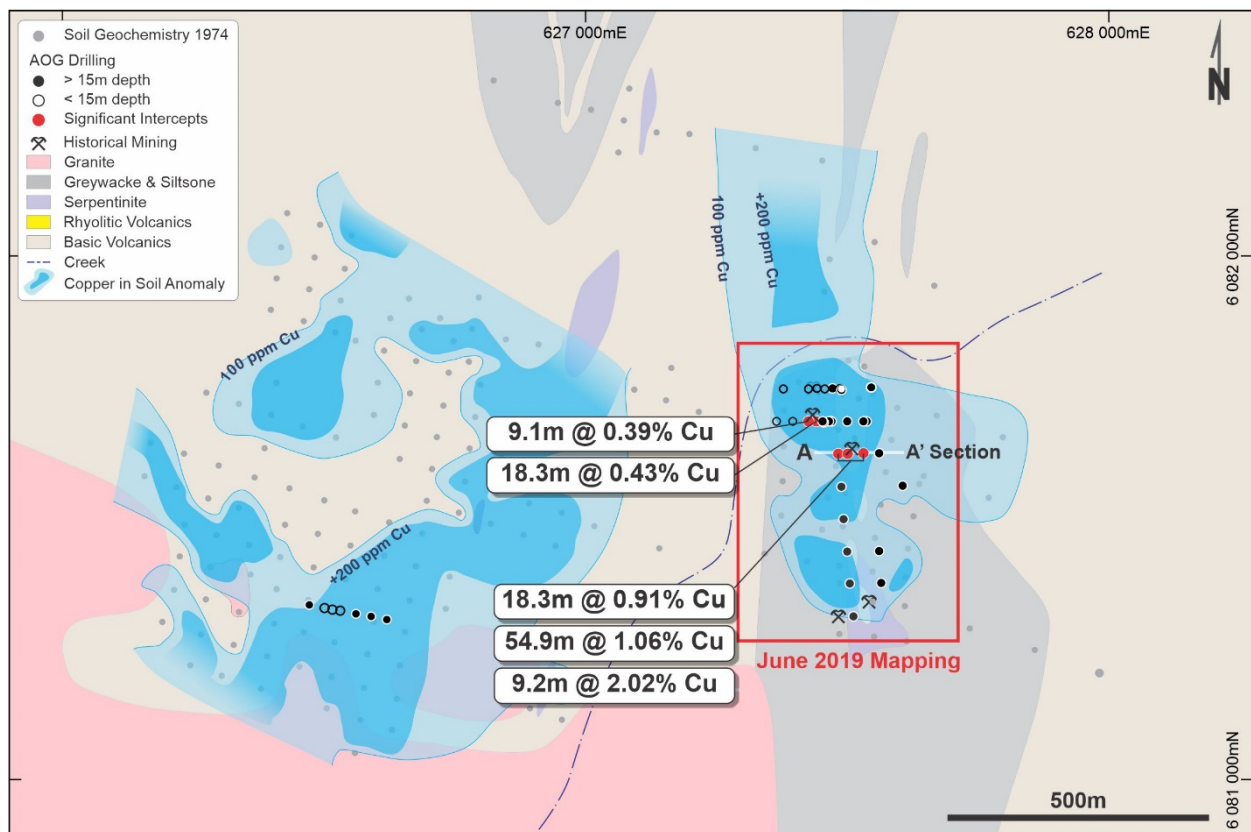 627 000mE
628 000mE
Soil Geochemistry 1974
AOG Drilling
> 15m depth
< 15m depth
Significant Intercepts
Historical Mining
Granite
Greywacke & Siltsone
Serpentinite
Rhyolitic Volcanics
Basic Volcanics
Creek
Copper in Soil Anomaly
N
100 ppm Cu
+200 ppm Cu
6 082 000mN
100 ppm Cu
9.1m @ 0.39% Cu
18.3m @ 0.43% Cu
A
A' Section
+200 ppm Cu
18.3m @ 0.91% Cu
54.9m @ 1.06% Cu
9.2m @ 2.02% Cu
June 2019 Mapping
500m
6 081 000mN